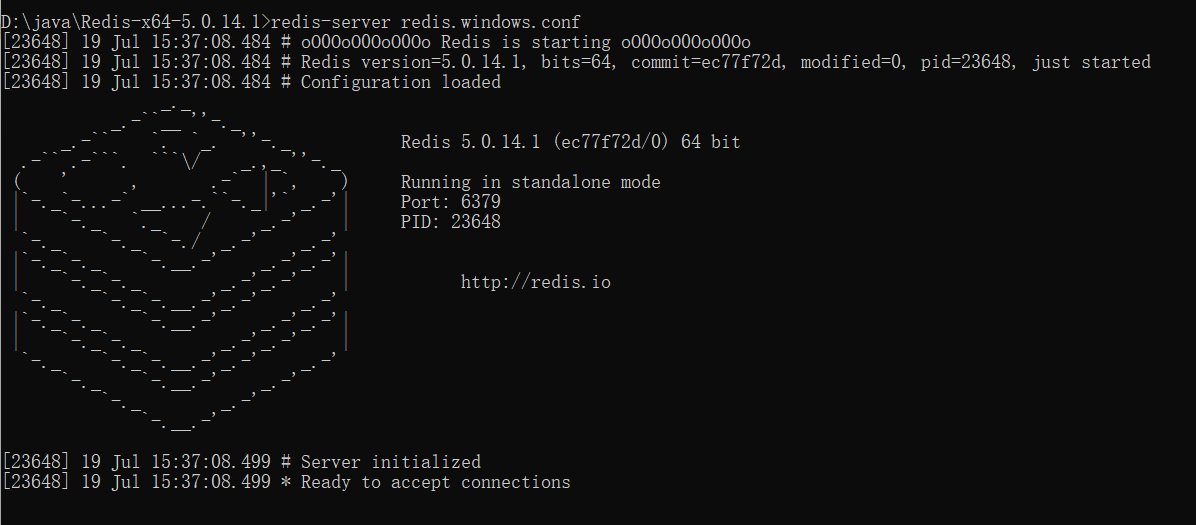 D:\java\Redis-x64-5.0.14.1>redis-server redis.windows.conf
[23648] 19 Jul 15:37:08.484 # oO0OoO0OoO0Oo Redis is starting oO0OoO0OoO0Oo
[23648] 19 Jul 15:37:08.484 # Redis version=5.0.14.1, bits=64, commit=ec77f72d, modified=0, pid=23648, just started
[23648] 19 Jul 15:37:08.484 # Configuration loaded
Redis 5.0.14.1 (ec77f72d/0) 64 bit
Running in standalone mode
Port: 6379
PID: 23648
http://redis.io
[23648] 19 Jul 15:37:08.499 # Server initialized
[23648] 19 Jul 15:37:08.499 * Ready to accept connections